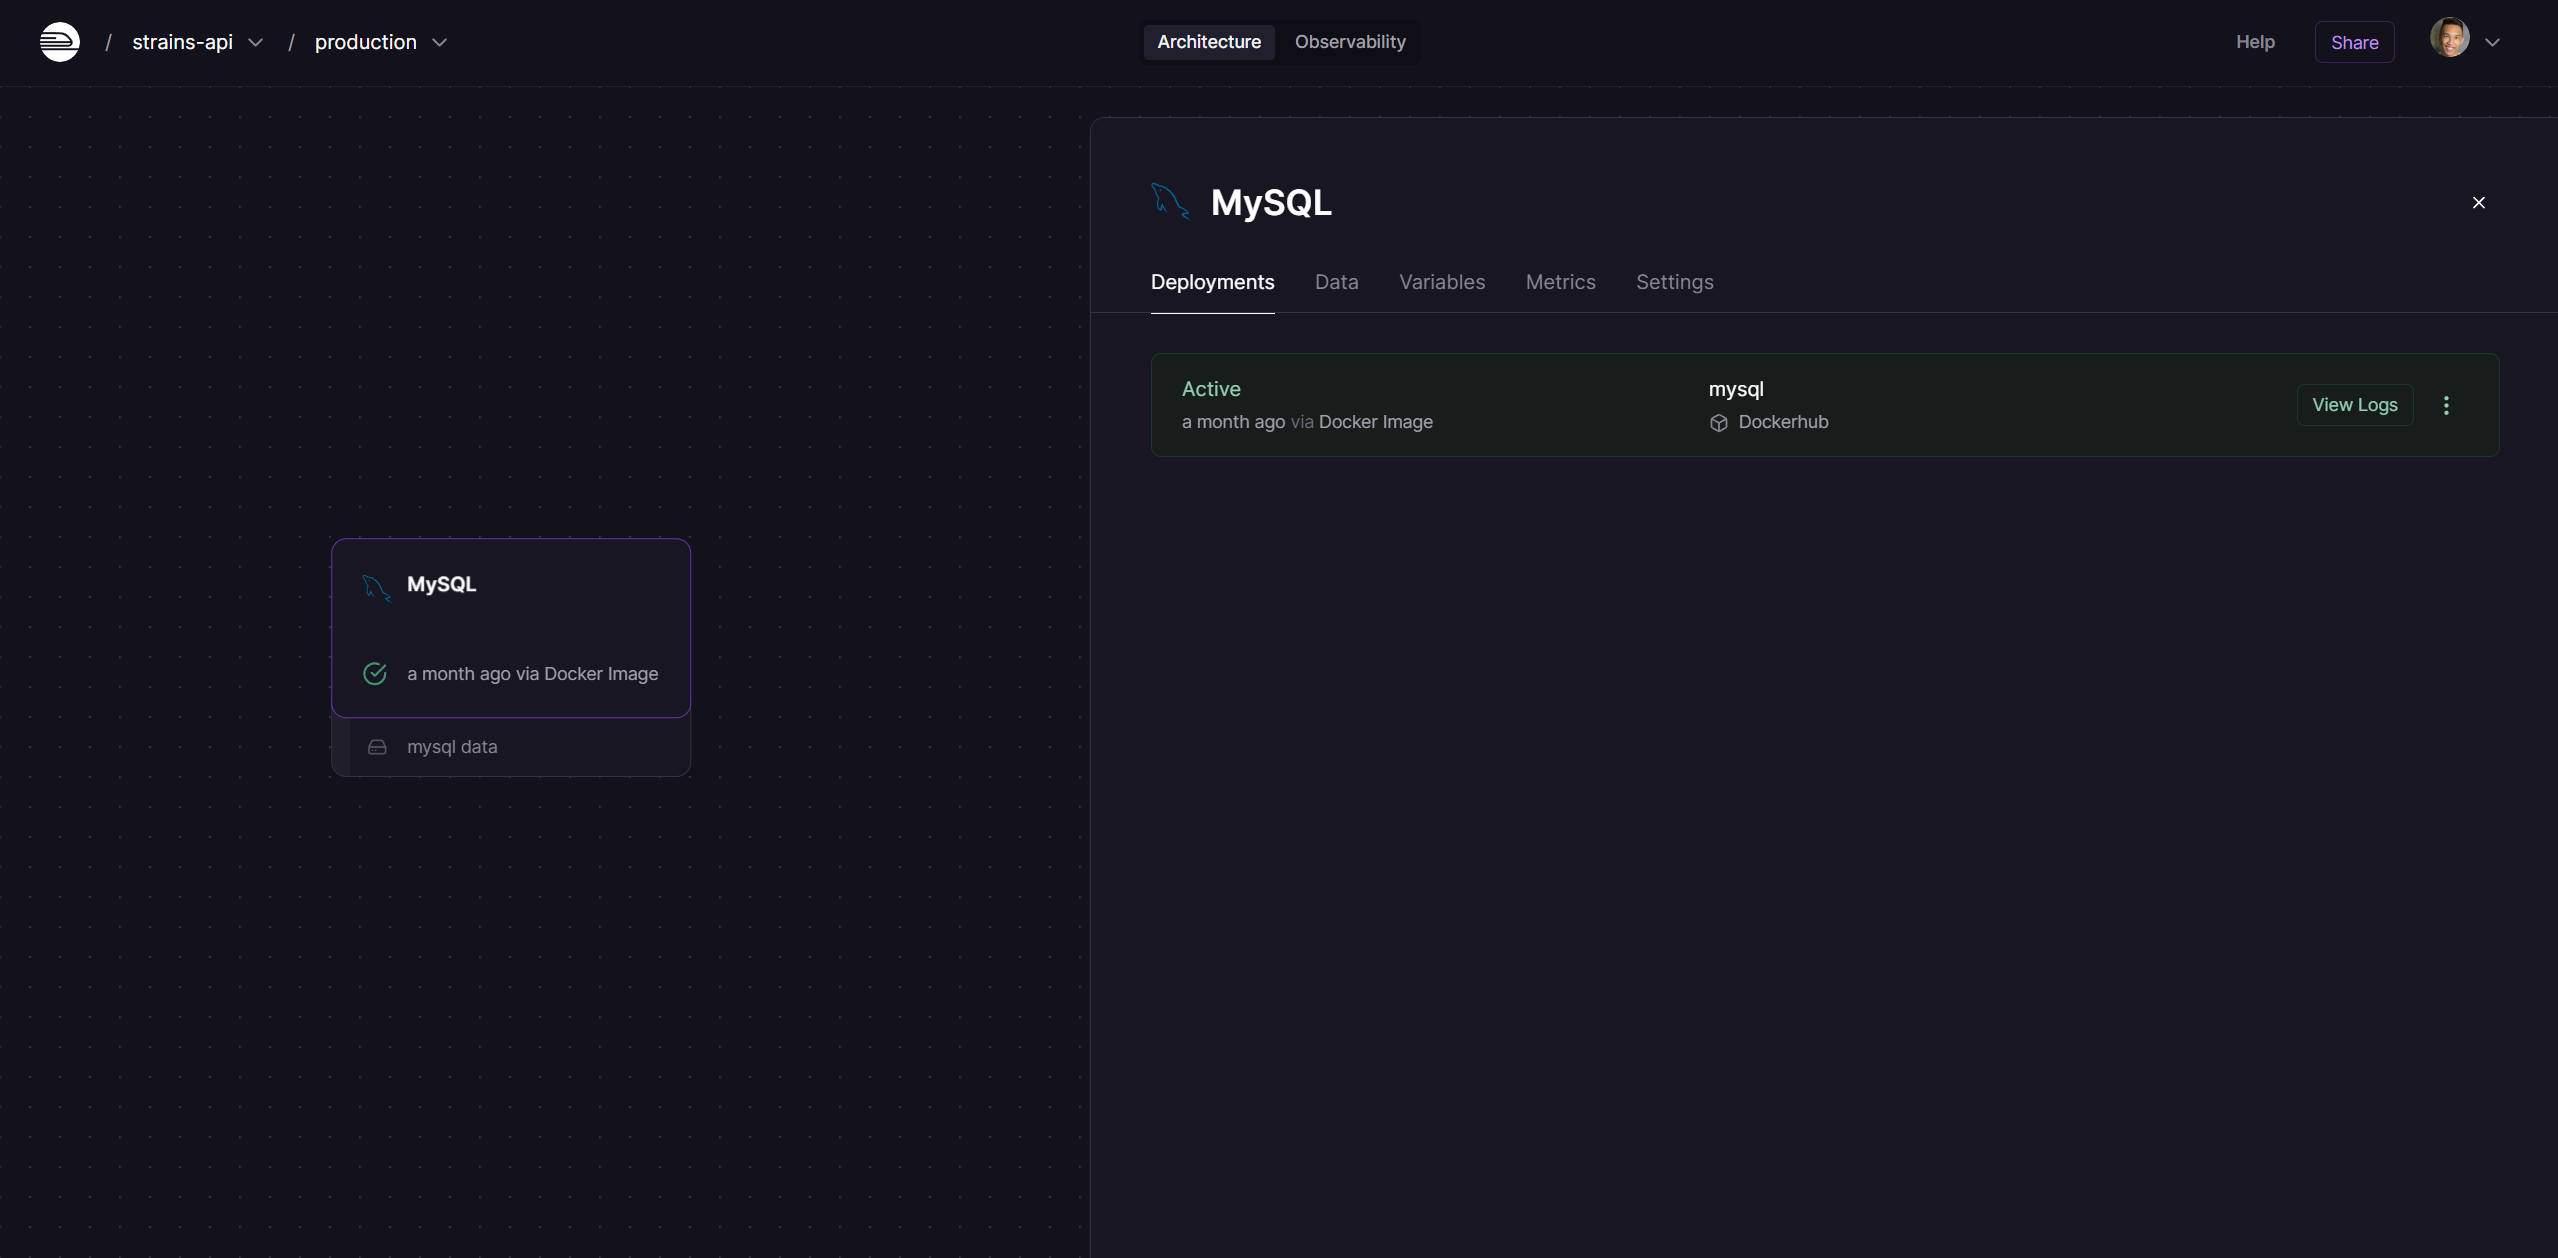 / strains-api / production
Architecture Observability
Help Share
MySQL
a month ago via Docker Image
mysql data
MySQL
Deployments Data Variables Metrics Settings
Active
a month ago via Docker Image
mysql
Dockerhub
View Logs